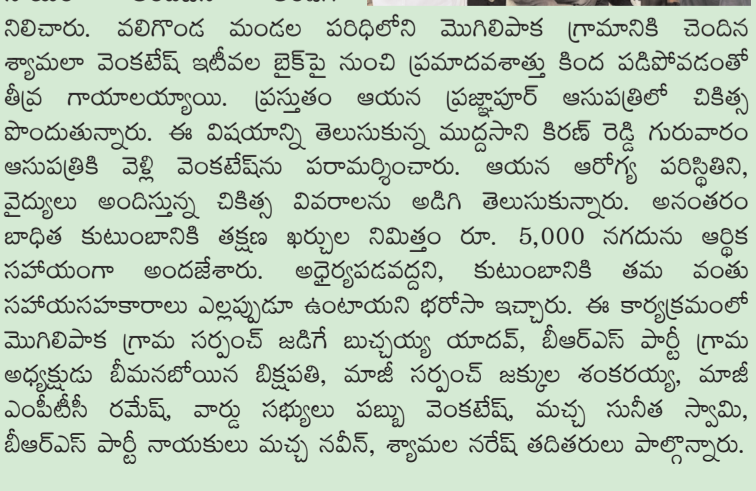 నిలిచారు. వలిగొండ మండల పరిధిలోని మొగిలిపాక గ్రామానికి చెందిన
శ్యామలా వెంకటేష్ ఇటీవల బైక్‌పై నుంచి ప్రమాదవశాత్తు కింద పడిపోవడంతో
తీవ్ర గాయాలయ్యాయి. ప్రస్తుతం ఆయన ప్రజ్ఞాపూర్ ఆసుపత్రిలో చికిత్స
పొందుతున్నారు. ఈ విషయాన్ని తెలుసుకున్న ముద్దసాని కిరణ్ రెడ్డి గురువారం
ఆసుపత్రికి వెళ్లి వెంకటేష్‌ను పరామర్శించారు. ఆయన ఆరోగ్య పరిస్థితిని,
వైద్యులు అందిస్తున్న చికిత్స వివరాలను అడిగి తెలుసుకున్నారు. అనంతరం
బాధిత కుటుంబానికి తక్షణ ఖర్చుల నిమిత్తం రూ. 5,000 నగదును ఆర్థిక
సహాయంగా అందజేశారు. అధైర్యపడవద్దని, కుటుంబానికి తమ వంతు
సహాయసహకారాలు ఎల్లప్పుడూ ఉంటాయని భరోసా ఇచ్చారు. ఈ కార్యక్రమంలో
మొగిలిపాక గ్రామ సర్పంచ్ జడిగే బుచ్చయ్య యాదవ్, బీఆర్ఎస్ పార్టీ గ్రామ
అధ్యక్షుడు బీమనబోయిన బిక్షపతి, మాజీ సర్పంచ్ జక్కుల శంకరయ్య, మాజీ
ఎంపీటీసీ రమేష్, వార్డు సభ్యులు పబ్బు వెంకటేష్, మచ్చ సునీత స్వామి,
బీఆర్ఎస్ పార్టీ నాయకులు మచ్చ నవీన్, శ్యామల నరేష్ తదితరులు పాల్గొన్నారు.